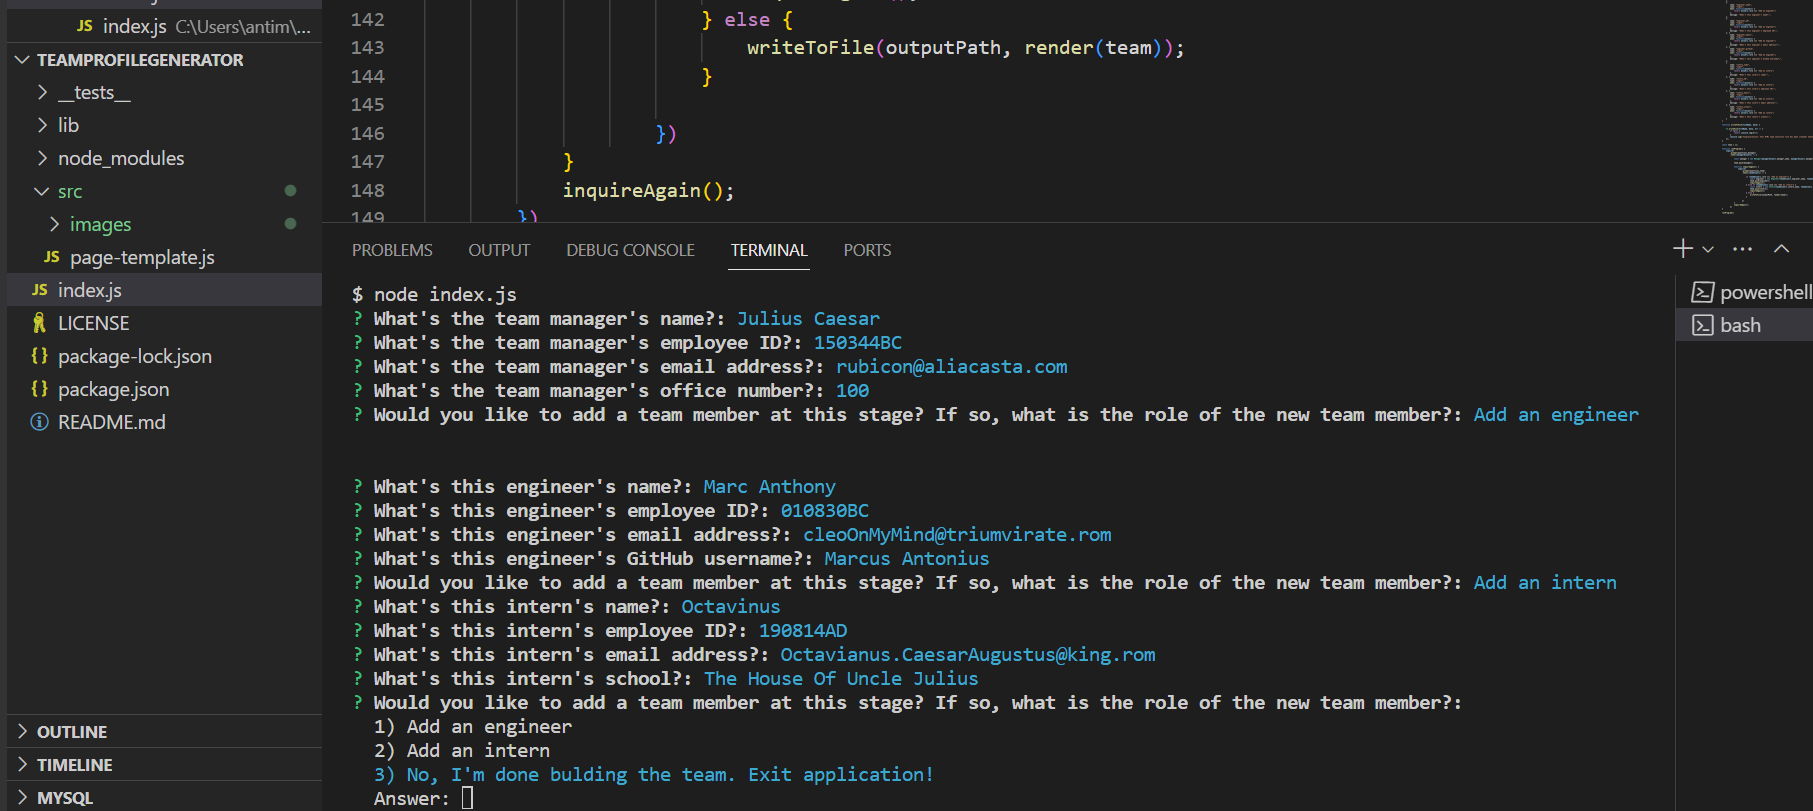 JS index.js C:\Users\antim\...
TEAMPROFILEGENERATOR
__tests__
lib
node_modules
src
images
JS page-template.js
JS index.js
LICENSE
{} package-lock.json
{} package.json
README.md
OUTLINE
TIMELINE
MYSQL
142 } else {
143 writeToFile(outputPath, render(team));
144 }
145
146 })
147 }
148 inquireAgain();
149 })
PROBLEMS OUTPUT DEBUG CONSOLE TERMINAL PORTS
$ node index.js
? What's the team manager's name?: Julius Caesar
? What's the team manager's employee ID?: 150344BC
? What's the team manager's email address?: rubicon@aliacasta.com
? What's the team manager's office number?: 100
? Would you like to add a team member at this stage? If so, what is the role of the new team member?: Add an engineer
? What's this engineer's name?: Marc Anthony
? What's this engineer's employee ID?: 010830BC
? What's this engineer's email address?: cleoOnMyMind@triumvirate.rom
? What's this engineer's GitHub username?: Marcus Antonius
? Would you like to add a team member at this stage? If so, what is the role of the new team member?: Add an intern
? What's this intern's name?: Octavinus
? What's this intern's employee ID?: 190814AD
? What's this intern's email address?: Octavianus.CaesarAugustus@king.rom
? What's this intern's school?: The House Of Uncle Julius
? Would you like to add a team member at this stage? If so, what is the role of the new team member?:
1) Add an engineer
2) Add an intern
3) No, I'm done bulding the team. Exit application!
Answer:
powershell
bash